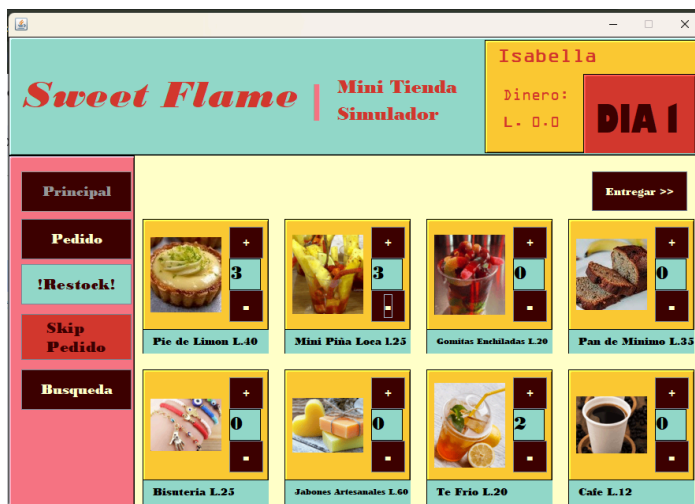 Isabella
Sweet Flame
Mini Tienda
Simulador
Dinero:
L. 0.0
DIA 1
Principal
Entregar >>
Pedido
!Restock!
Skip
Pedido
Busqueda
+
3
-
Pie de Limon L.40
+
3
-
Mini Piña Loca l.25
+
0
-
Gomitas Enchiladas L.20
+
0
-
Pan de Minimo L.35
+
0
-
Bisuteria L.25
+
0
-
Jabones Artesanales L.60
+
2
-
Te Frio L.20
+
0
-
Cafe L.12